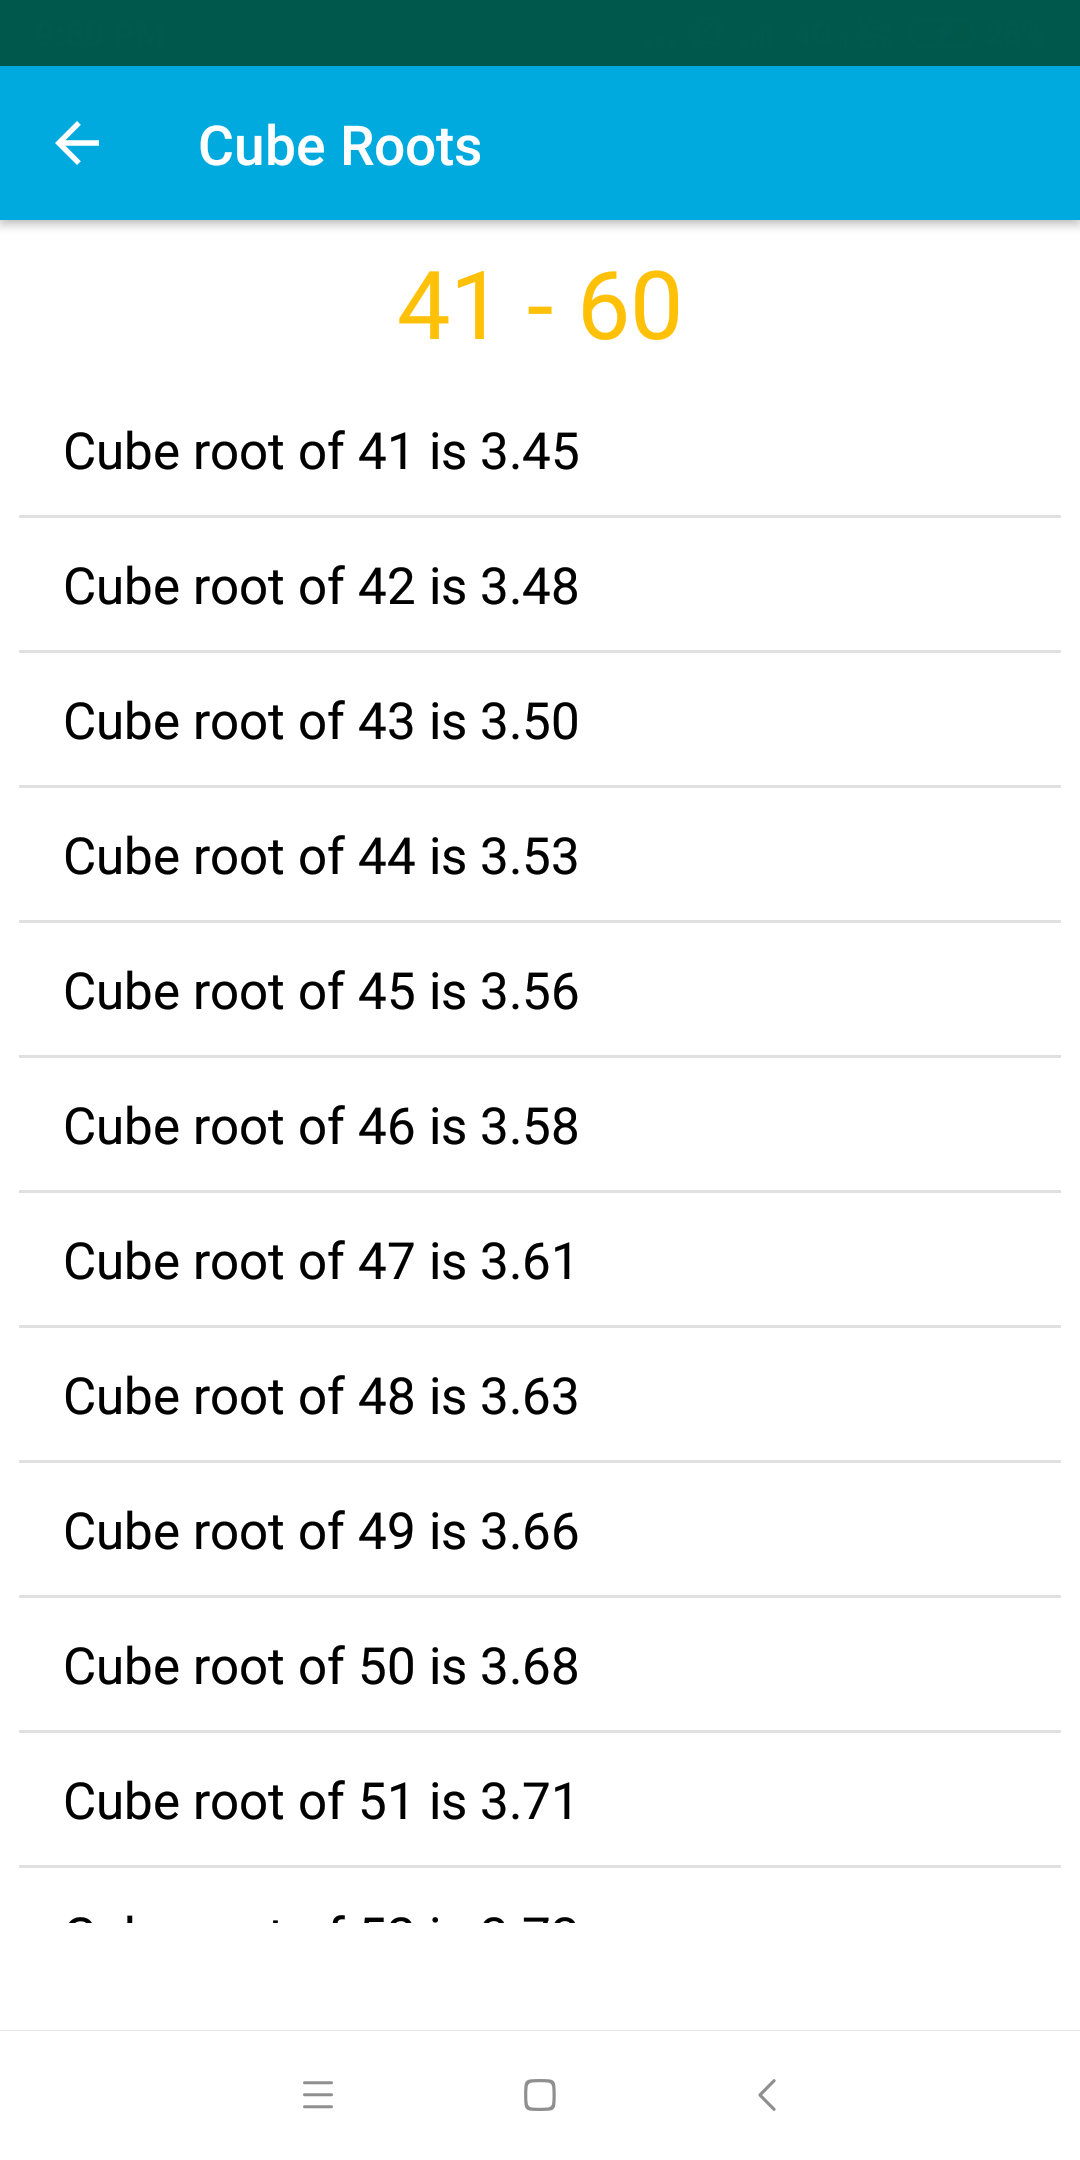 Cube Roots
41 - 60
Cube root of 41 is 3.45
Cube root of 42 is 3.48
Cube root of 43 is 3.50
Cube root of 44 is 3.53
Cube root of 45 is 3.56
Cube root of 46 is 3.58
Cube root of 47 is 3.61
Cube root of 48 is 3.63
Cube root of 49 is 3.66
Cube root of 50 is 3.68
Cube root of 51 is 3.71